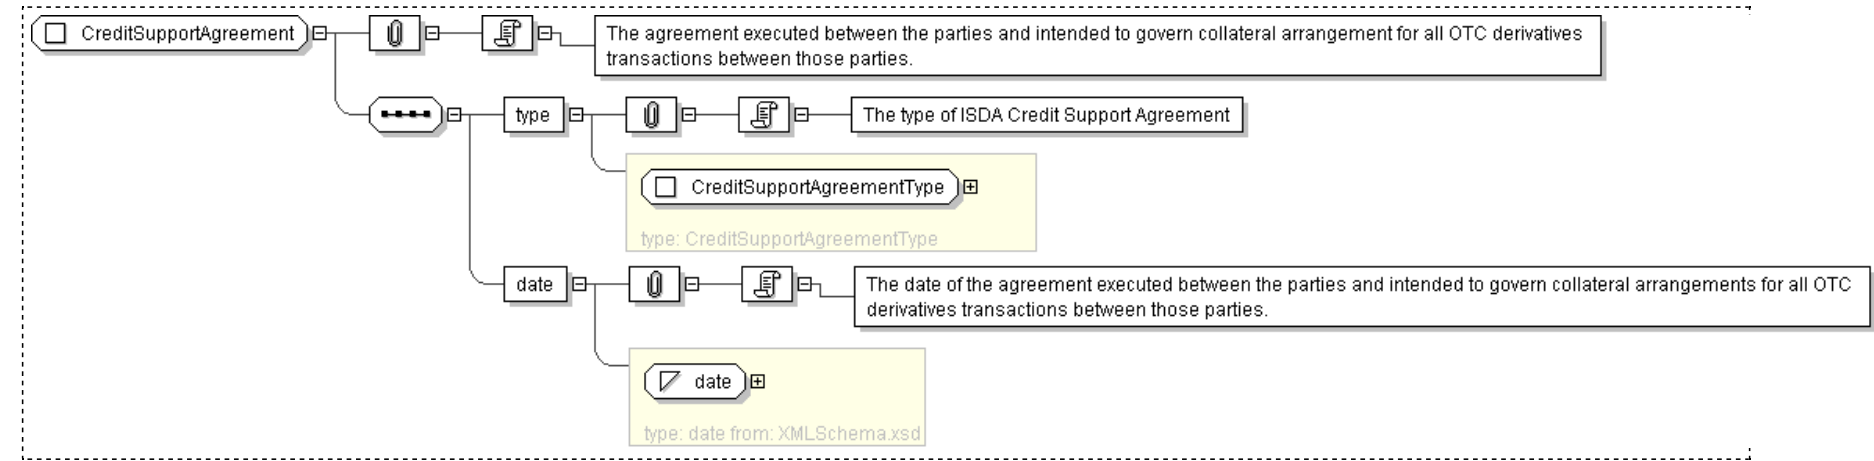 CreditSupportAgreement
The agreement executed between the parties and intended to govern collateral arrangement for all OTC derivatives
transactions between those parties.
type
The type of ISDA Credit Support Agreement
CreditSupportAgreementType
type: CreditSupportAgreementType
date
The date of the agreement executed between the parties and intended to govern collateral arrangements for all OTC
derivatives transactions between those parties.
date
type: date from: XMLSchema.xsd